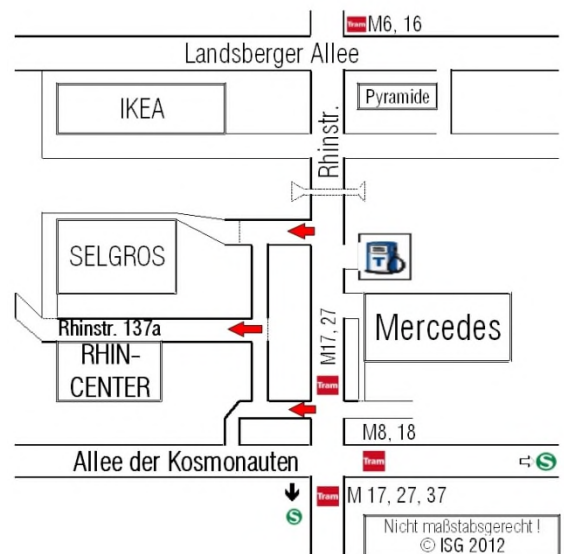 Tram M6, 16
Landsberger Allee
IKEA
Pyramide
Rhinstr.
SELGROS
T
Rhinstr. 137a
M17, 27
Mercedes
RHIN-
CENTER
Tram
M8, 18
Allee der Kosmonauten
Tram
S
Tram M 17, 27, 37
S
Nicht maßstabsgerecht !
© ISG 2012